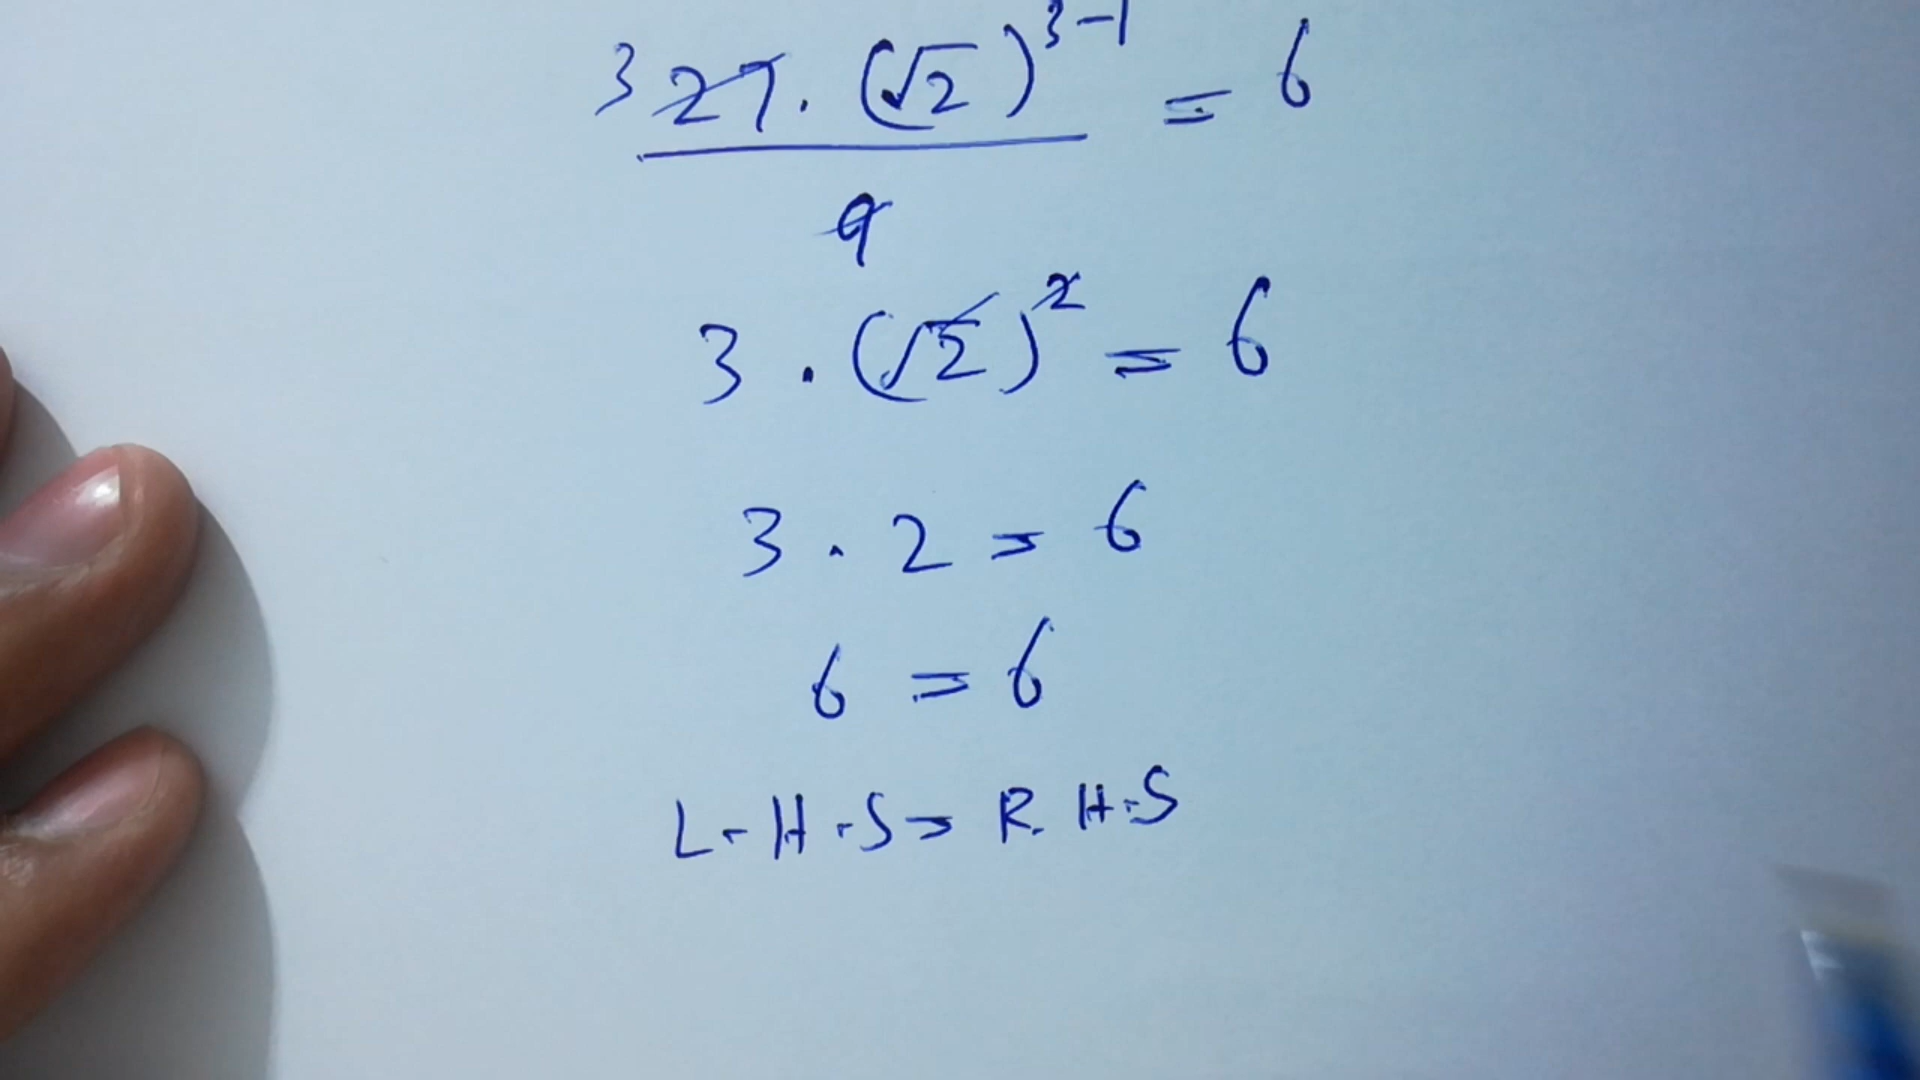 3 27 . (√2)^3-1 = 6
9
3 . (√2)^2 = 6
3 . 2 = 6
6 = 6
L-H-S = R.H-S